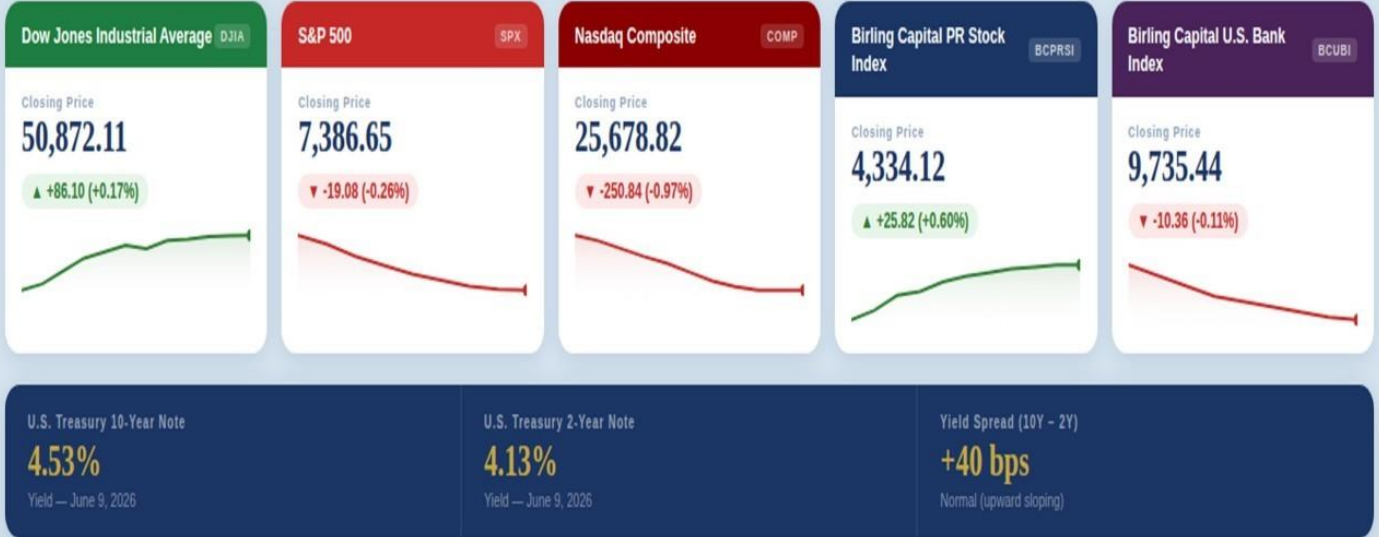 Dow Jones Industrial Average DJIA
Closing Price
50,872.11
▲ +86.10 (+0.17%)
S&P 500 SPX
Closing Price
7,386.65
▼ -19.08 (-0.26%)
Nasdaq Composite COMP
Closing Price
25,678.82
▼ -250.84 (-0.97%)
Birling Capital PR Stock
Index
BCPRSI
Closing Price
4,334.12
▲ +25.82 (+0.60%)
Birling Capital U.S. Bank
Index
BCUBI
Closing Price
9,735.44
▼ -10.36 (-0.11%)
U.S. Treasury 10-Year Note
4.53%
Yield — June 9, 2026
U.S. Treasury 2-Year Note
4.13%
Yield — June 9, 2026
Yield Spread (10Y – 2Y)
+40 bps
Normal (upward sloping)